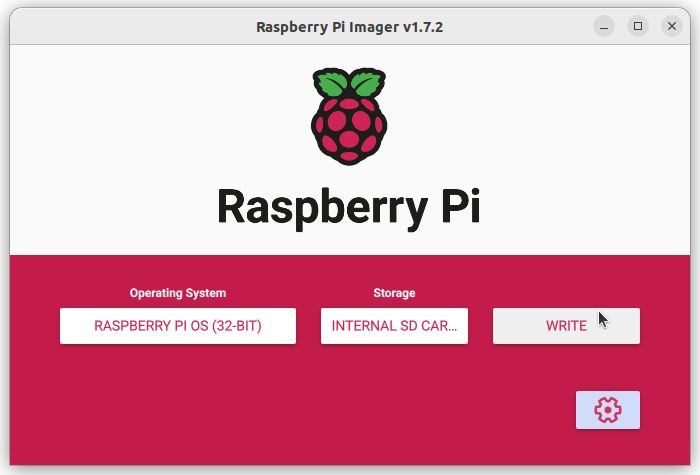 Raspberry Pi Imager v1.7.2
Raspberry Pi
Operating System
Storage
RASPBERRY PI OS (32-BIT)
INTERNAL SD CAR...
WRITE